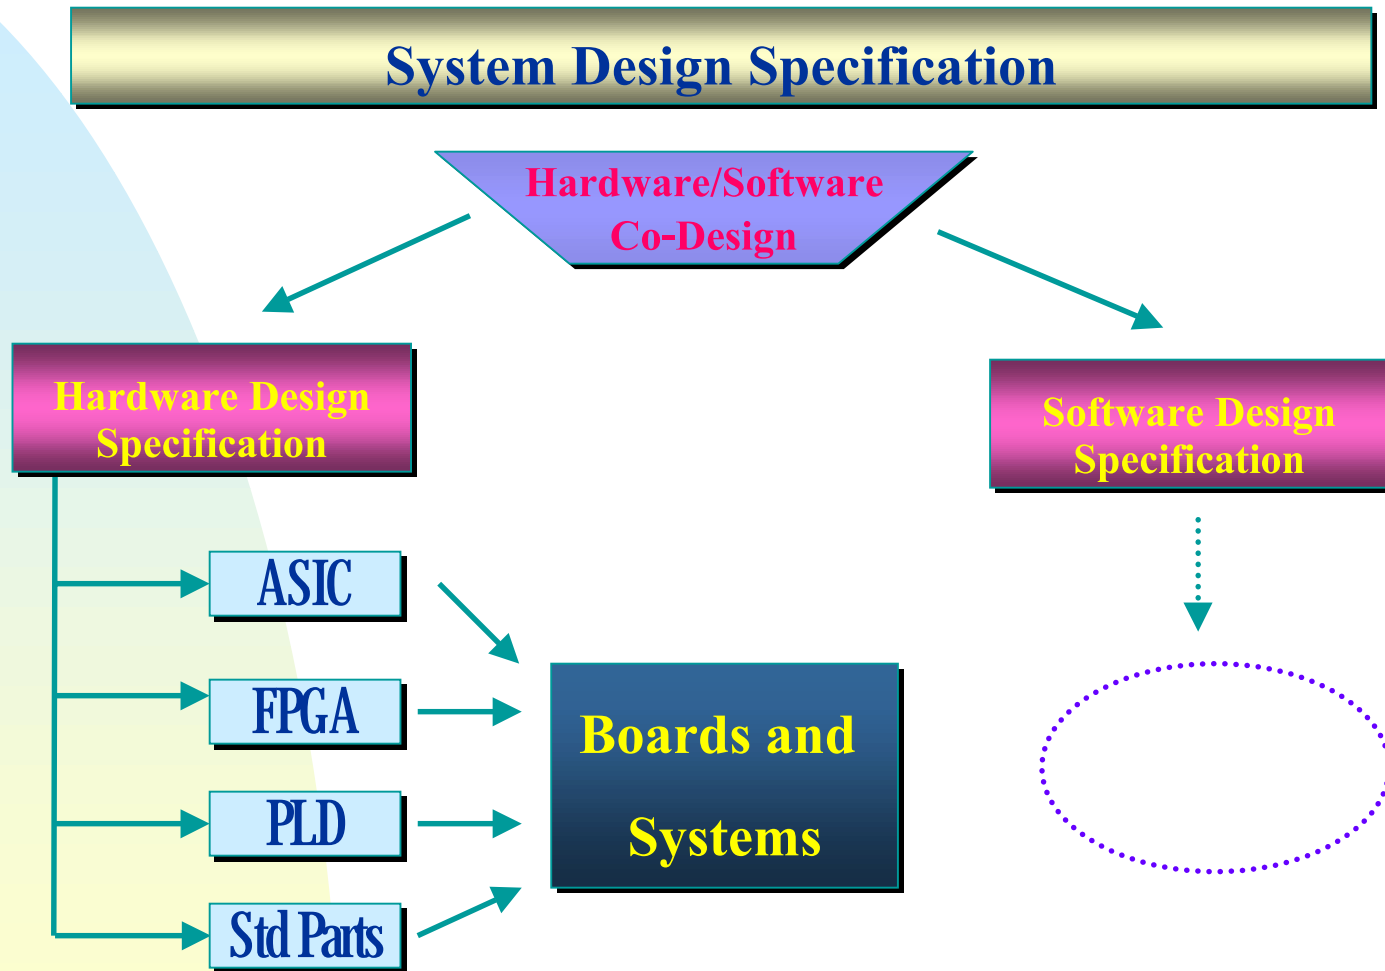 System Design Specification
Hardware/Software
Co-Design
Hardware Design
Specification
Software Design
Specification
ASIC
FPGA
PLD
Std Parts
Boards and
Systems